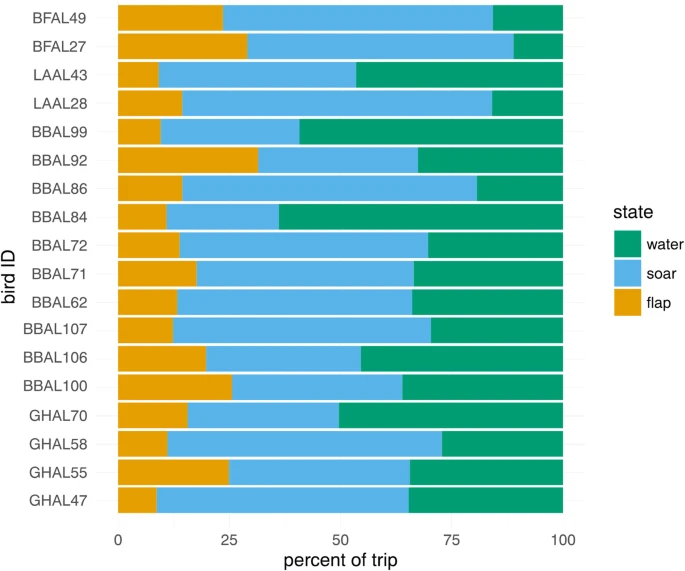 BFAL49
BFAL27
LAAL43
LAAL28
BBAL99
BBAL92
BBAL86
BBAL84
BBAL72
BBAL71
BBAL62
BBAL107
BBAL106
BBAL100
GHAL70
GHAL58
GHAL55
GHAL47
bird ID
0 25 50 75 100
percent of trip
state
water
soar
flap